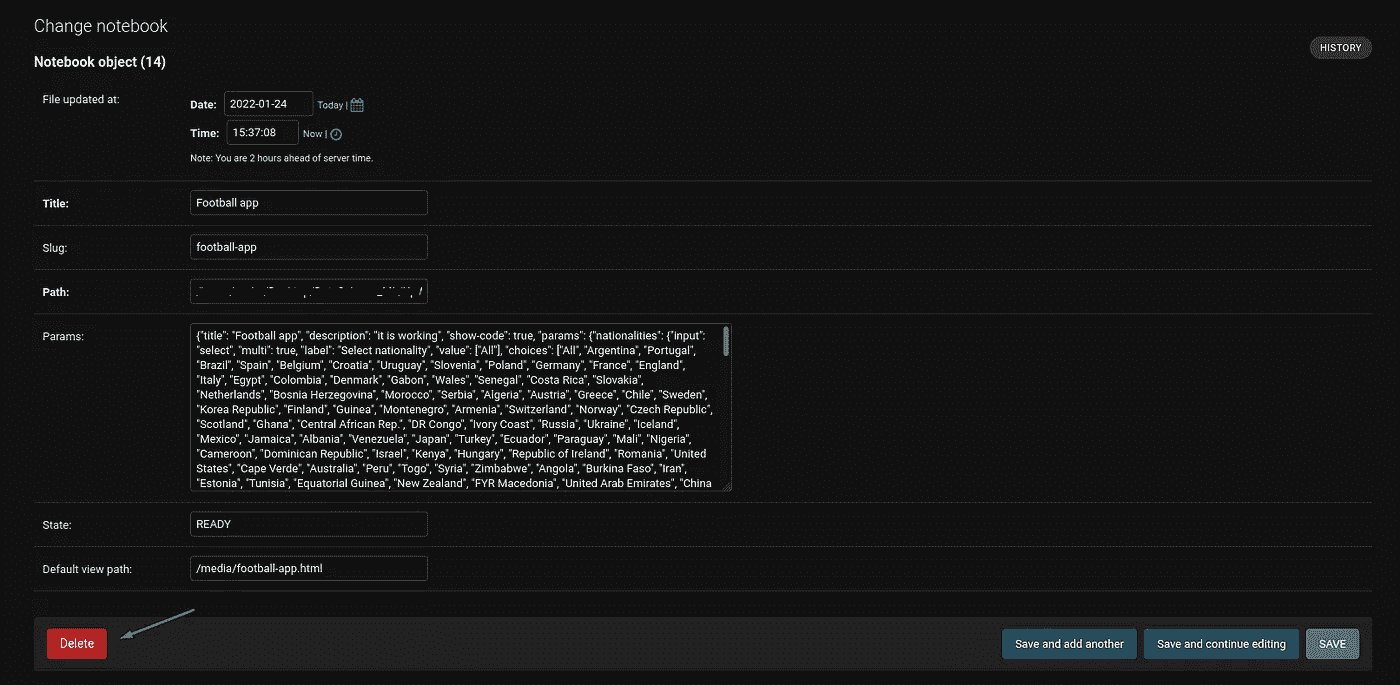 Change notebook
HISTORY
Notebook object (14)
File updated at:
Date: 2022-01-24 Today |
Time: 15:37:08 Now |
Note: You are 2 hours ahead of server time.
Title: Football app
Slug: football-app
Path:
Params: {"title": "Football app", "description": "it is working", "show-code": true, "params": {"nationalities": {"input":
"select", "multi": true, "label": "Select nationality", "value": ["All"], "choices": ["All", "Argentina", "Portugal",
"Brazil", "Spain", "Belgium", "Croatia", "Uruguay", "Slovenia", "Poland", "Germany", "France", "England",
"Italy", "Egypt", "Colombia", "Denmark", "Gabon", "Wales", "Senegal", "Costa Rica", "Slovakia",
"Netherlands", "Bosnia Herzegovina", "Morocco", "Serbia", "Algeria", "Austria", "Greece", "Chile", "Sweden",
"Korea Republic", "Finland", "Guinea", "Montenegro", "Armenia", "Switzerland", "Norway", "Czech Republic",
"Scotland", "Ghana", "Central African Rep.", "DR Congo", "Ivory Coast", "Russia", "Ukraine", "Iceland",
"Mexico", "Jamaica", "Albania", "Venezuela", "Japan", "Turkey", "Ecuador", "Paraguay", "Mali", "Nigeria",
"Cameroon", "Dominican Republic", "Israel", "Kenya", "Hungary", "Republic of Ireland", "Romania", "United
States", "Cape Verde", "Australia", "Peru", "Togo", "Syria", "Zimbabwe", "Angola", "Burkina Faso", "Iran",
"Estonia", "Tunisia", "Equatorial Guinea", "New Zealand", "FYR Macedonia", "United Arab Emirates", "China
State: READY
Default view path: /media/football-app.html
Delete Save and add another Save and continue editing SAVE